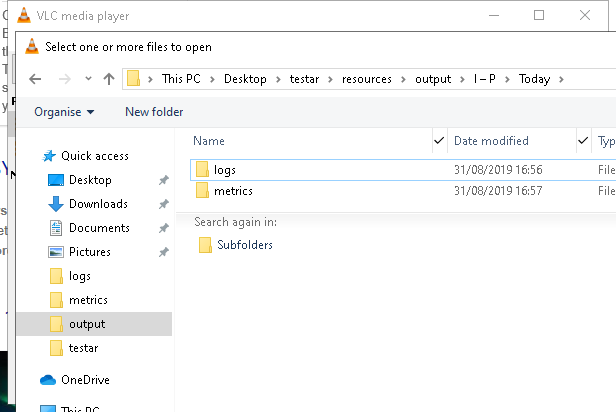 VLC media player
Select one or more files to open
This PC > Desktop > testar > resources > output > I – P > Today >
Organise New folder
Name Date modified Typ
Quick access
logs 31/08/2019 16:56 File
Desktop
metrics 31/08/2019 16:57 File
Downloads
Search again in:
Documents
Subfolders
Pictures
logs
metrics
output
testar
OneDrive
This PC